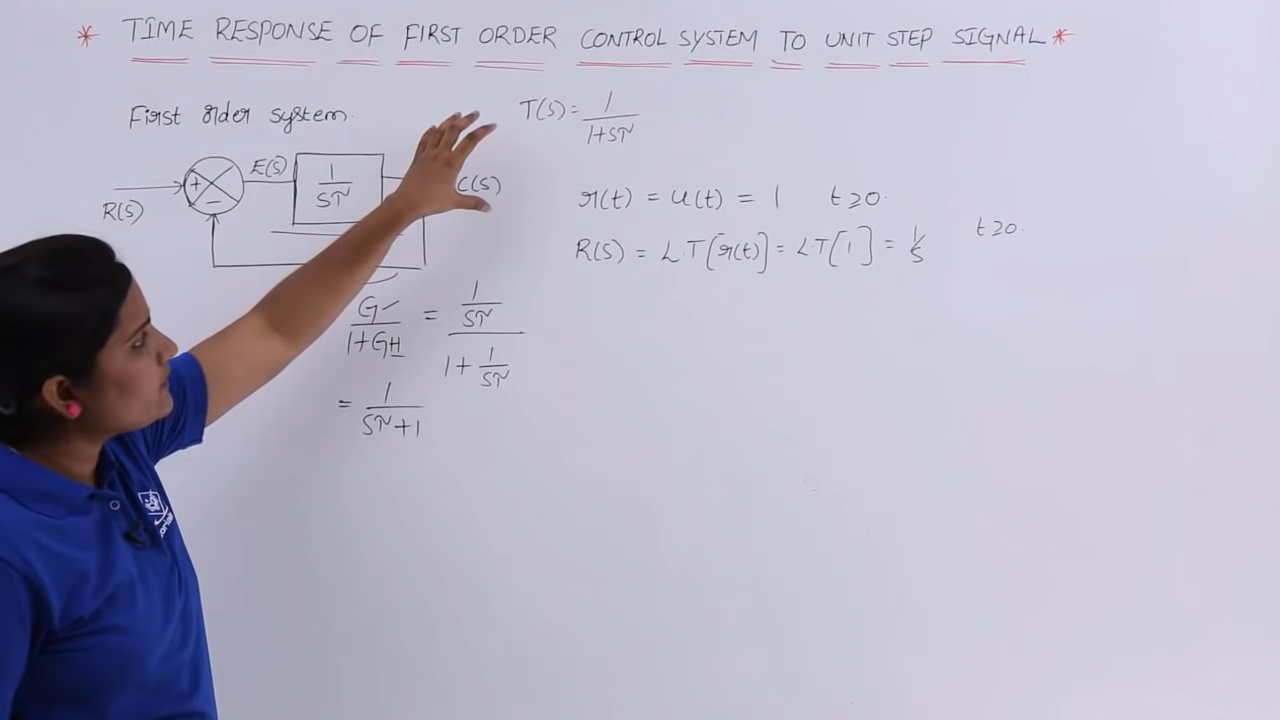 * TIME RESPONSE OF FIRST ORDER CONTROL SYSTEM TO UNIT STEP SIGNAL *
First order system.
T(s) = 1/(1+sτ)
R(s)
+
−
E(s)
1/sτ
C(s)
r(t) = u(t) = 1 t≥0.
R(s) = L.T[r(t)] = L.T[1] = 1/s t≥0.
G/(1+GH) = (1/sτ)/(1+1/sτ)
= 1/(sτ+1)